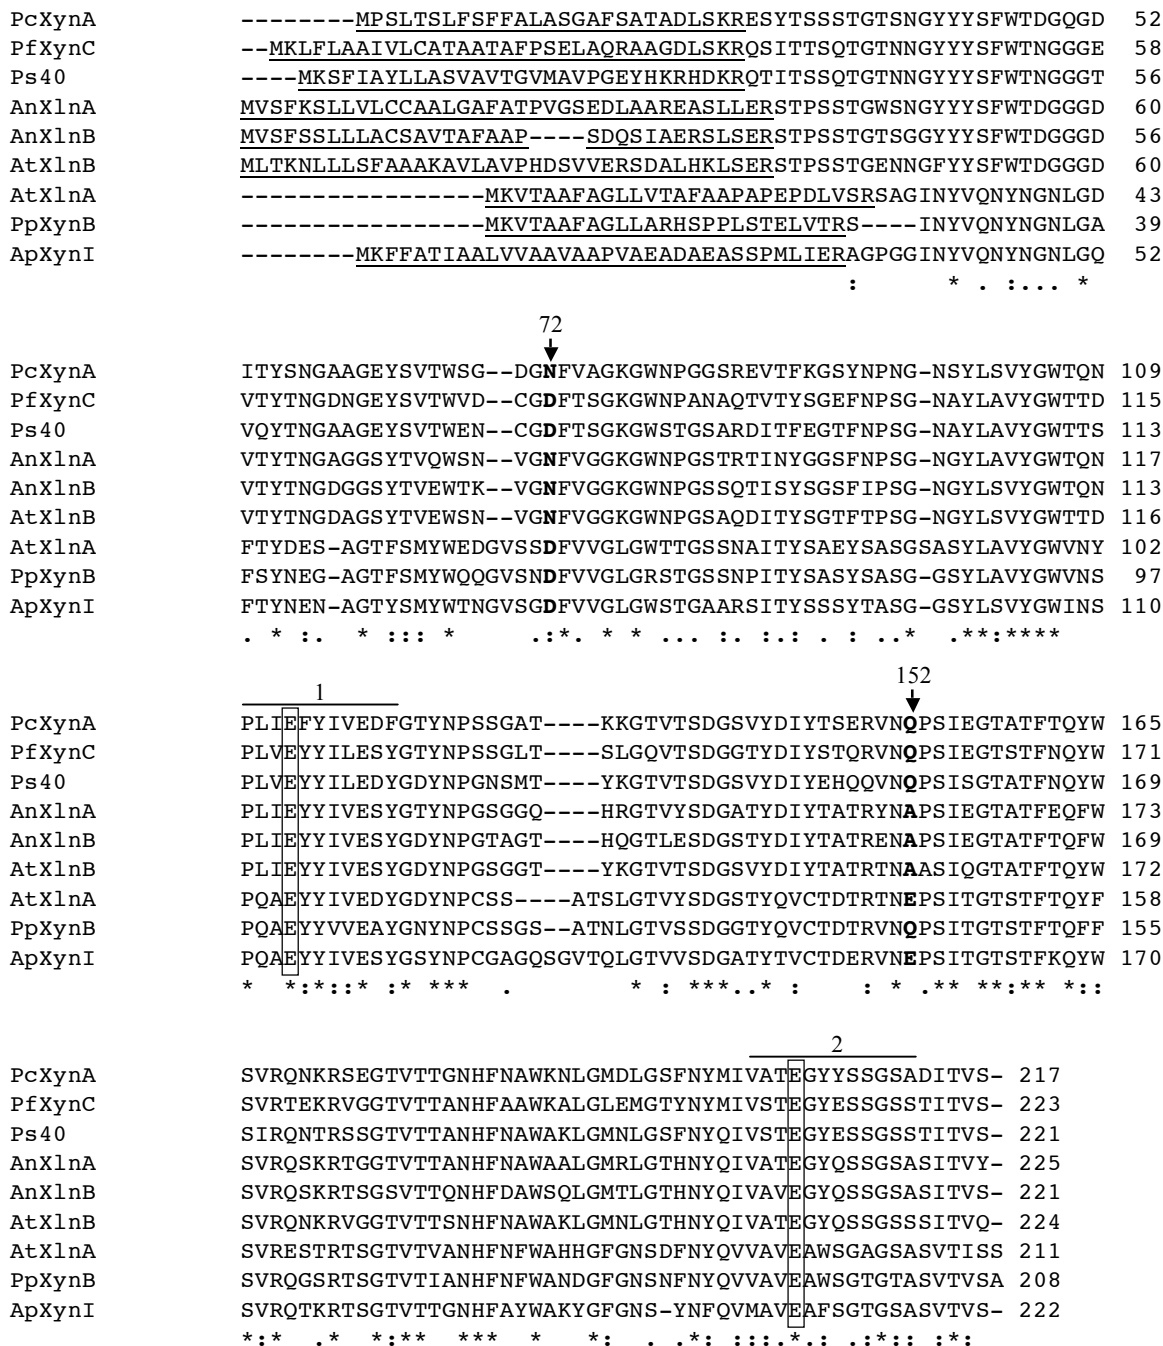 PcXynA --------MPSLTSLFSFFALASGAFSATADLSKRESYTSSSTGTSNGYYYSFWTDGQGD 52
PfXynC --MKLFLAAIVLCATAATAFPSELAQRAAGDLSKRQSITTSQTGTNNGYYYSFWTNGGGE 58
Ps40 ----MKSFIAYLLASVAVTGVMAVPGEYHKRHDKRQTITSSQTGTNNGYYYSFWTNGGGT 56
AnXlnA MVSFKSLLVLCCAALGAFATPVGSEDLAAREASLLERSTPSSTGWSNGYYYSFWTDGGGD 60
AnXlnB MVSFSSLLLACSAVTAFAAP----SDQSIAERSLSERSTPSSTGTSGGYYYSFWTDGGGD 56
AtXlnB MLTKNLLLSFAAAKAVLAVPHDSVVERSDALHKLSERSTPSSTGENNGFYYSFWTDGGGD 60
AtXlnA -----------------MKVTAAFAGLLVTAFAAPAPEPDLVSRSAGINYVQNYNGNLGD 43
PpXynB -----------------MKVTAAFAGLLARHSPPLSTELVTRS----INYVQNYNGNLGA 39
ApXynI --------MKFFATIAALVVAAVAAPVAEADAEASSPMLIERAGPGGINYVQNYNGNLGQ 52
: * . :... *
72
PcXynA ITYSNGAAGEYSVTWSG--DGNFVAGKGWNPGGSREVTFKGSYNPNG-NSYLSVYGWTQN 109
PfXynC VTYTNGDNGEYSVTWVD--CGDFTSGKGWNPANAQTVTYSGEFNPSG-NAYLAVYGWTTD 115
Ps40 VQYTNGAAGEYSVTWEN--CGDFTSGKGWSTGSARDITFEGTFNPSG-NAYLAVYGWTTS 113
AnXlnA VTYTNGAGGSYTVQWSN--VGNFVGGKGWNPGSTRTINYGGSFNPSG-NGYLAVYGWTQN 117
AnXlnB VTYTNGDGGSYTVEWTK--VGNFVGGKGWNPGSSQTISYSGSFIPSG-NGYLSVYGWTQN 113
AtXlnB VTYTNGDAGSYTVEWSN--VGNFVGGKGWNPGSAQDITYSGTFTPSG-NGYLSVYGWTTD 116
AtXlnA FTYDES-AGTFSMYWEDGVSSDFVVGLGWTTGSSNAITYSAEYSASGSASYLAVYGWVNY 102
PpXynB FSYNEG-AGTFSMYWQQGVSNDFVVGLGRSTGSSNPITYSASYSASG-GSYLAVYGWVNS 97
ApXynI FTYNEN-AGTYSMYWTNGVSGDFVVGLGWSTGAARSITYSSSYTASG-GSYLSVYGWINS 110
. * :. * ::: * .:*. * * ... :. :.: . : ..* .**:****
1 152
PcXynA PLIEFYIVEDFGTYNPSSGAT----KKGTVTSDGSVYDIYTSERVNQPSIEGTATFTQYW 165
PfXynC PLVEYYILESYGTYNPSSGLT----SLGQVTSDGGTYDIYSTQRVNQPSIEGTSTFNQYW 171
Ps40 PLVEYYILEDYGDYNPGNSMT----YKGTVTSDGSVYDIYEHQQVNQPSISGTATFNQYW 169
AnXlnA PLIEYYIVESYGTYNPGSGGQ----HRGTVYSDGATYDIYTATRYNAPSIEGTATFEQFW 173
AnXlnB PLIEYYIVESYGDYNPGTAGT----HQGTLESDGSTYDIYTATRENAPSIEGTATFTQFW 169
AtXlnB PLIEYYIVESYGDYNPGSGGT----YKGTVTSDGSVYDIYTATRTNAASIQGTATFTQYW 172
AtXlnA PQAEYYIVEDYGDYNPCSS----ATSLGTVYSDGSTYQVCTDTRTNEPSITGTSTFTQYF 158
PpXynB PQAEYYVVEAYGNYNPCSSGS--ATNLGTVSSDGGTYQVCTDTRVNQPSITGTSTFTQFF 155
ApXynI PQAEYYIVESYGSYNPCGAGQSGVTQLGTVVSDGATYTVCTDERVNEPSITGTSTFKQYW 170
* *:*::* :* *** . * : ***..* : : * .** **:** *::
2
PcXynA SVRQNKRSEGTVTTGNHFNAWKNLGMDLGSFNYMIVATEGYYSSGSADITVS- 217
PfXynC SVRTEKRVGGTVTTANHFAAWKALGLEMGTYNYMIVSTEGYESSGSSTITVS- 223
Ps40 SIRQNTRSSGTVTTANHFNAWAKLGMNLGSFNYQIVSTEGYESSGSSTITVS- 221
AnXlnA SVRQSKRTGGTVTTANHFNAWAALGMRLGTHNYQIVATEGYQSSGSASITVY- 225
AnXlnB SVRQSKRTSGSVTTQNHFDAWSQLGMTLGTHNYQIVAVEGYQSSGSASITVS- 221
AtXlnB SVRQNKRVGGTVTTSNHFNAWAKLGMNLGTHNYQIVATEGYQSSGSSSITVQ- 224
AtXlnA SVRESTRTSGTVTVANHFNFWAHHGFGNSDFNYQVVAVEAWSGAGSASVTISS 211
PpXynB SVRQGSRTSGTVTIANHFNFWANDGFGNSNFNYQVVAVEAWSGTGTASVTVSA 208
ApXynI SVRQTKRTSGTVTTGNHFAYWAKYGFGNS-YNFQVMAVEAFSGTGSASVTVS- 222
*:* .* *:** *** * *: . .*: :::.*.: .:*:: :*: